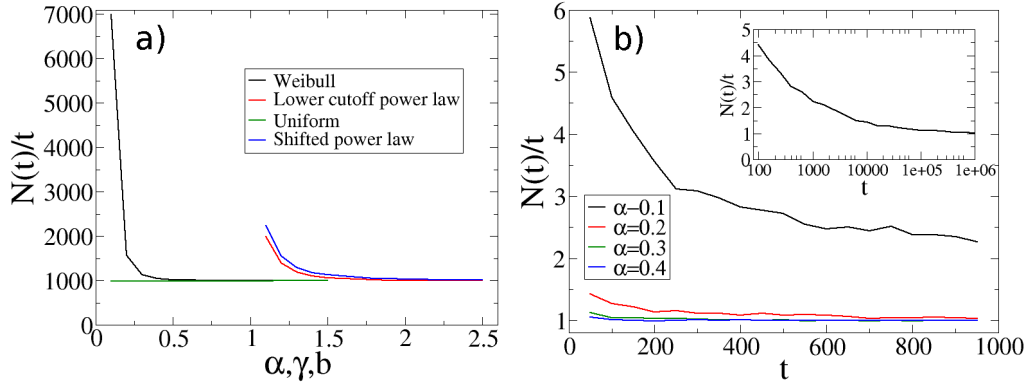 a)
N(t)/t
7000
6000
5000
4000
3000
2000
1000
0
Weibull
Lower cutoff power law
Uniform
Shifted power law
0 0.5 1 1.5 2 2.5
α,γ,b
b)
N(t)/t
6
5
4
3
2
1
α-0.1
α=0.2
α=0.3
α=0.4
0 200 400 600 800 1000
t
N(t)/t
5
4
3
2
1
0
100 1000 10000 1e+05 1e+06
t